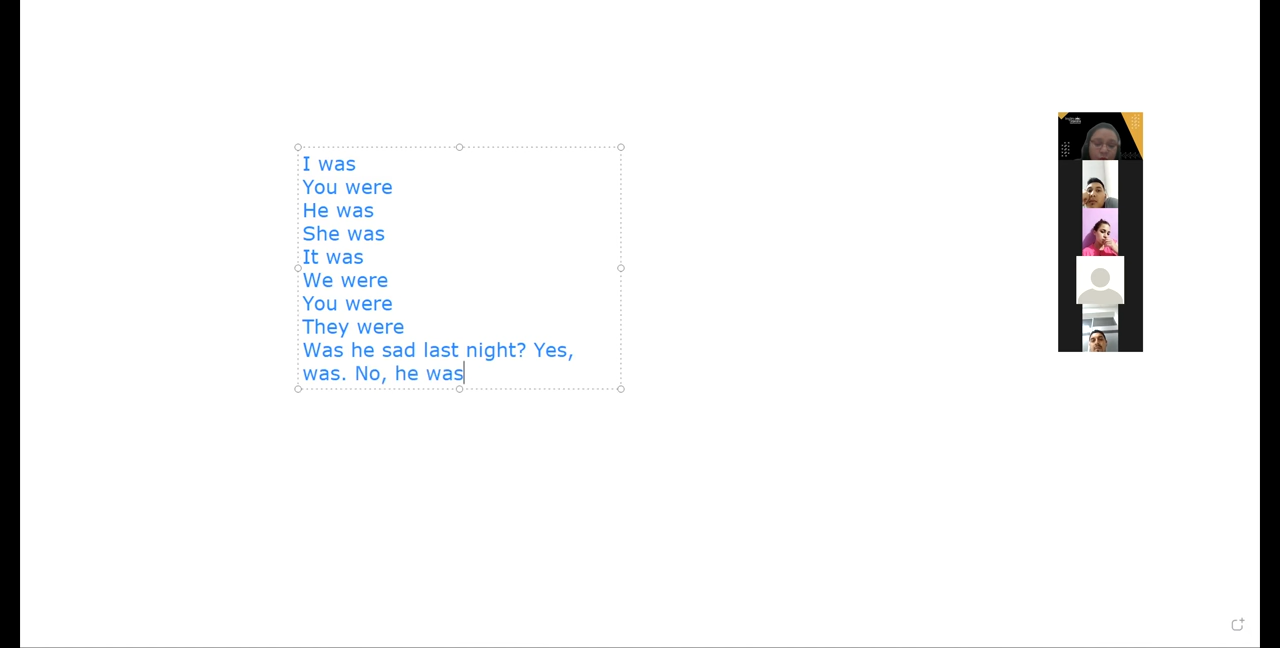 I was
You were
He was
She was
It was
We were
You were
They were
Was he sad last night? Yes,
was. No, he was